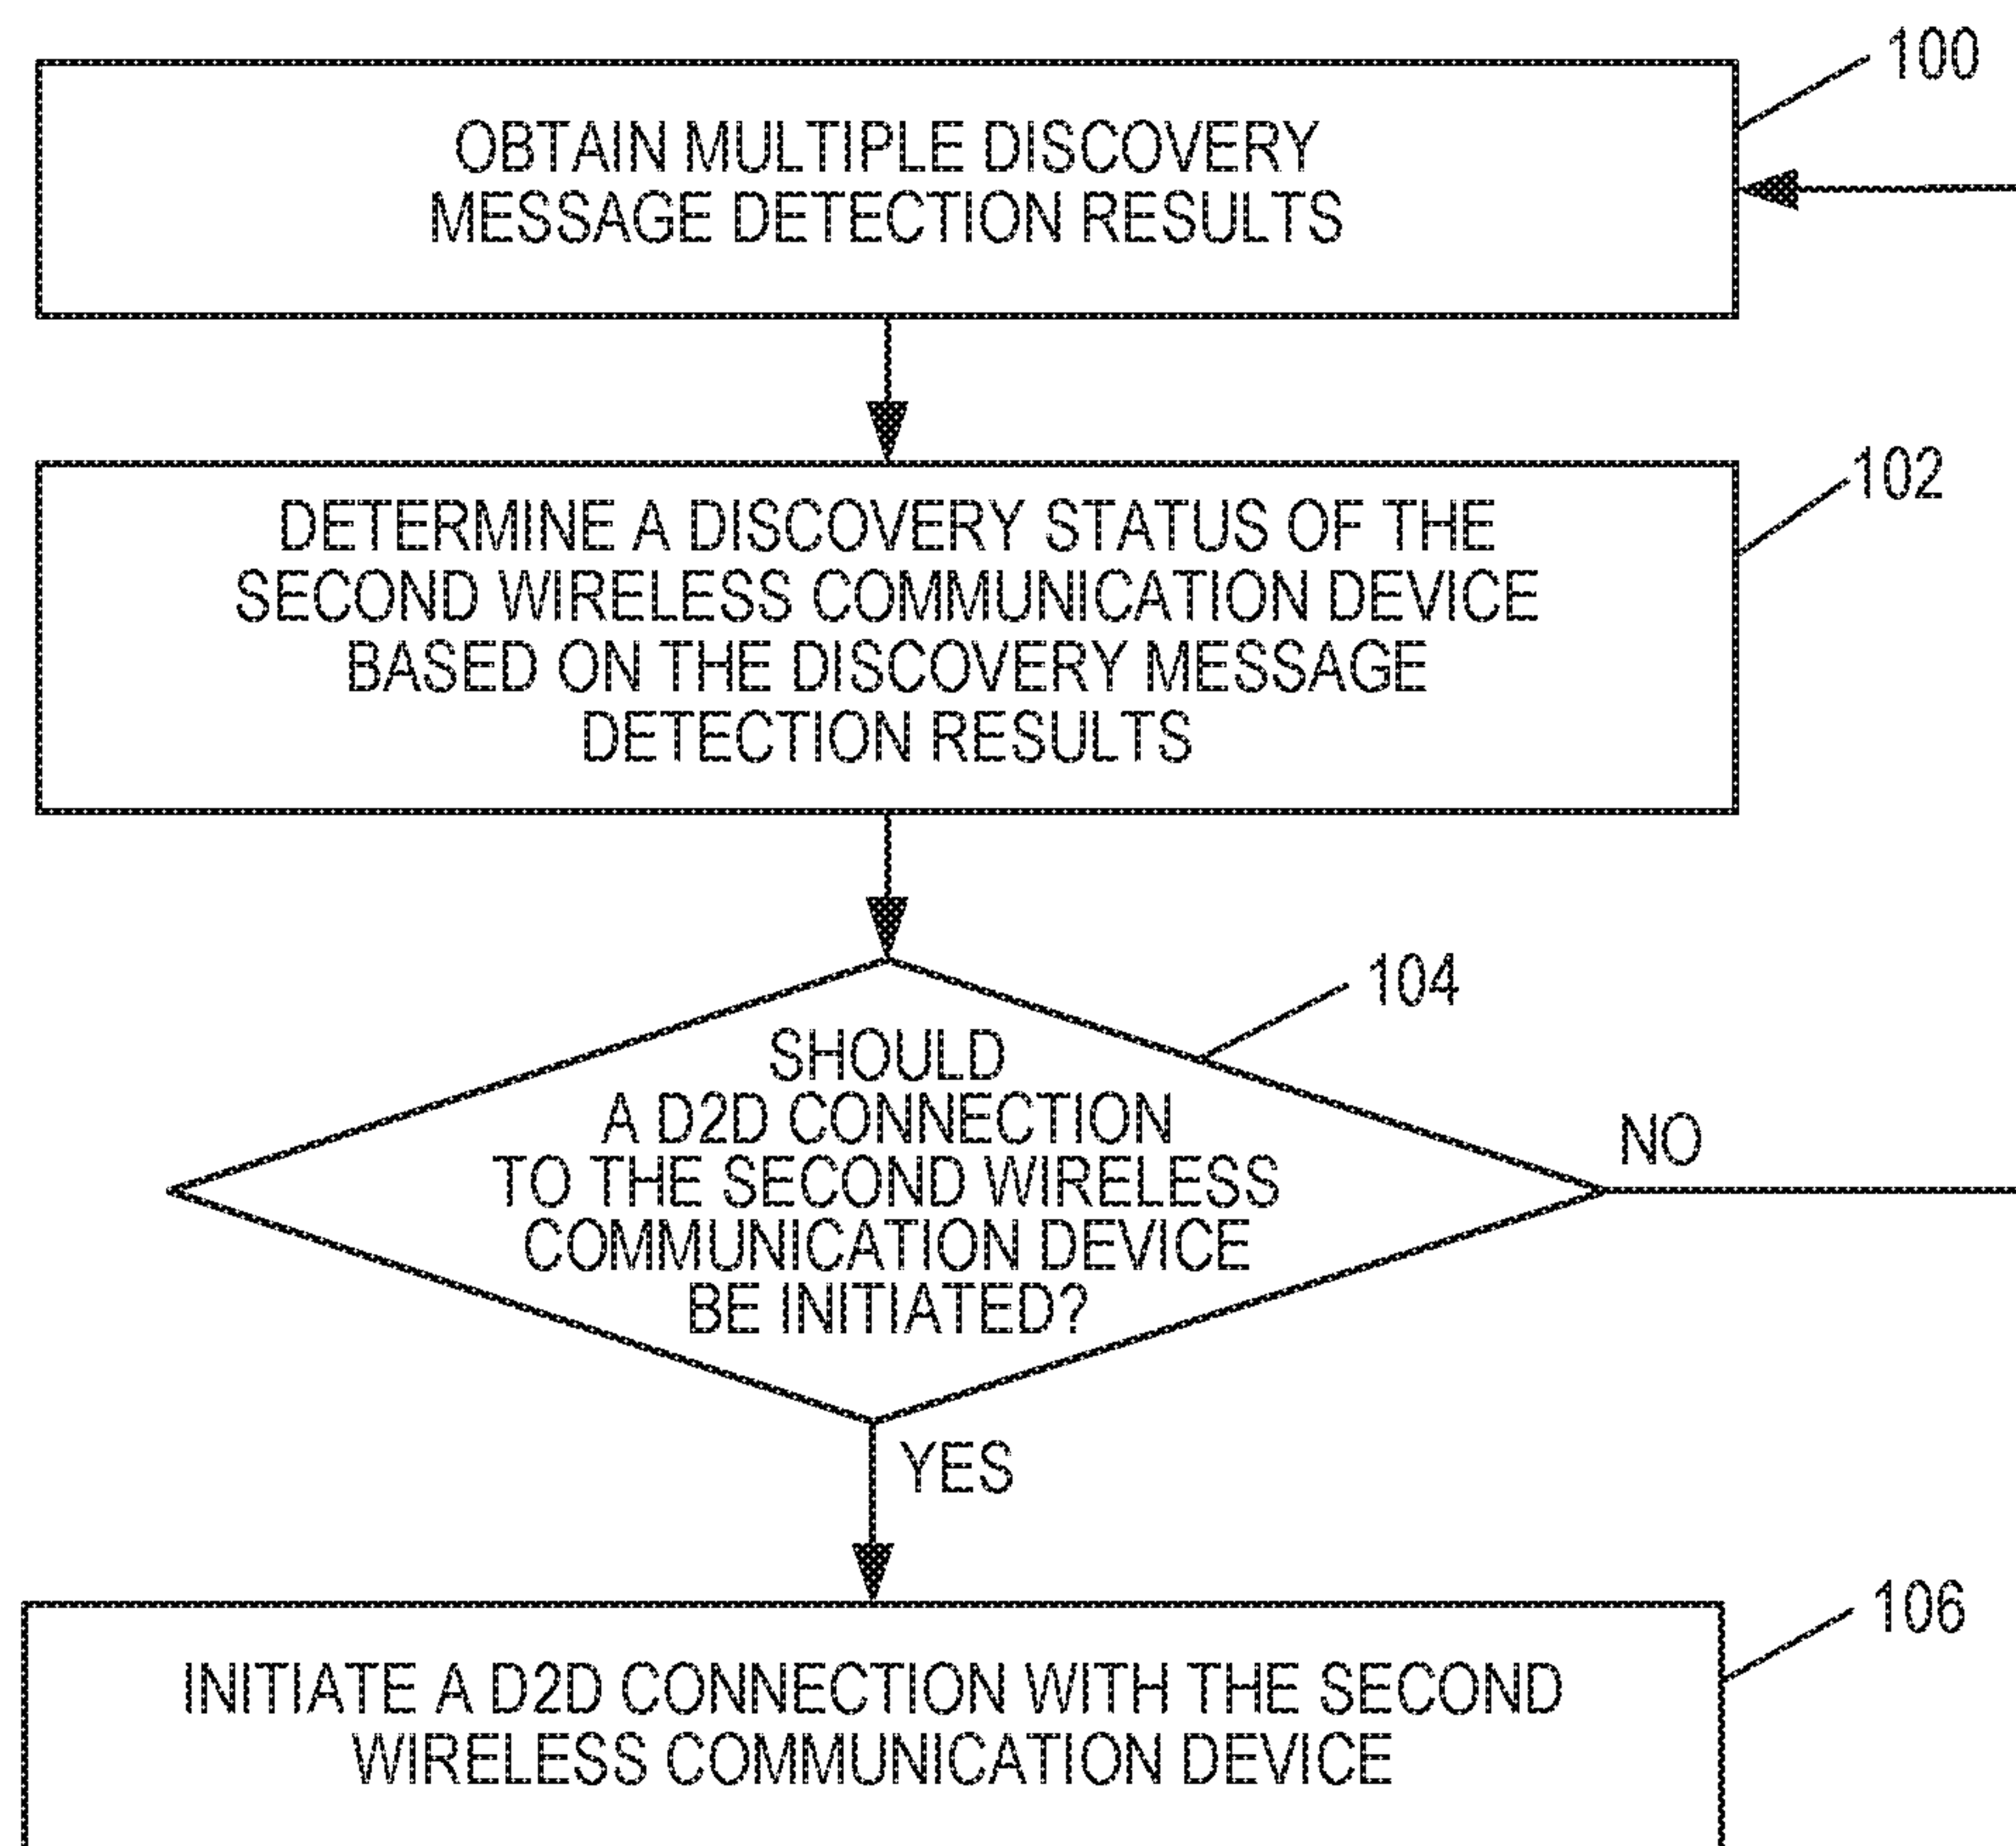 100
OBTAIN MULTIPLE DISCOVERY
MESSAGE DETECTION RESULTS
102
DETERMINE A DISCOVERY STATUS OF THE
SECOND WIRELESS COMMUNICATION DEVICE
BASED ON THE DISCOVERY MESSAGE
DETECTION RESULTS
104
SHOULD
A D2D CONNECTION
TO THE SECOND WIRELESS
COMMUNICATION DEVICE
BE INITIATED?
NO
YES
106
INITIATE A D2D CONNECTION WITH THE SECOND
WIRELESS COMMUNICATION DEVICE